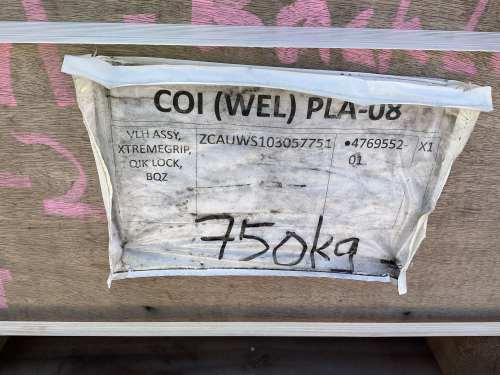 COI (WEL) PLA-08
VLH ASSY, ZCAUWS103057751 •4769552- X1
XTREMEGRIP, 01
QIK LOCK,
BQZ
750kg